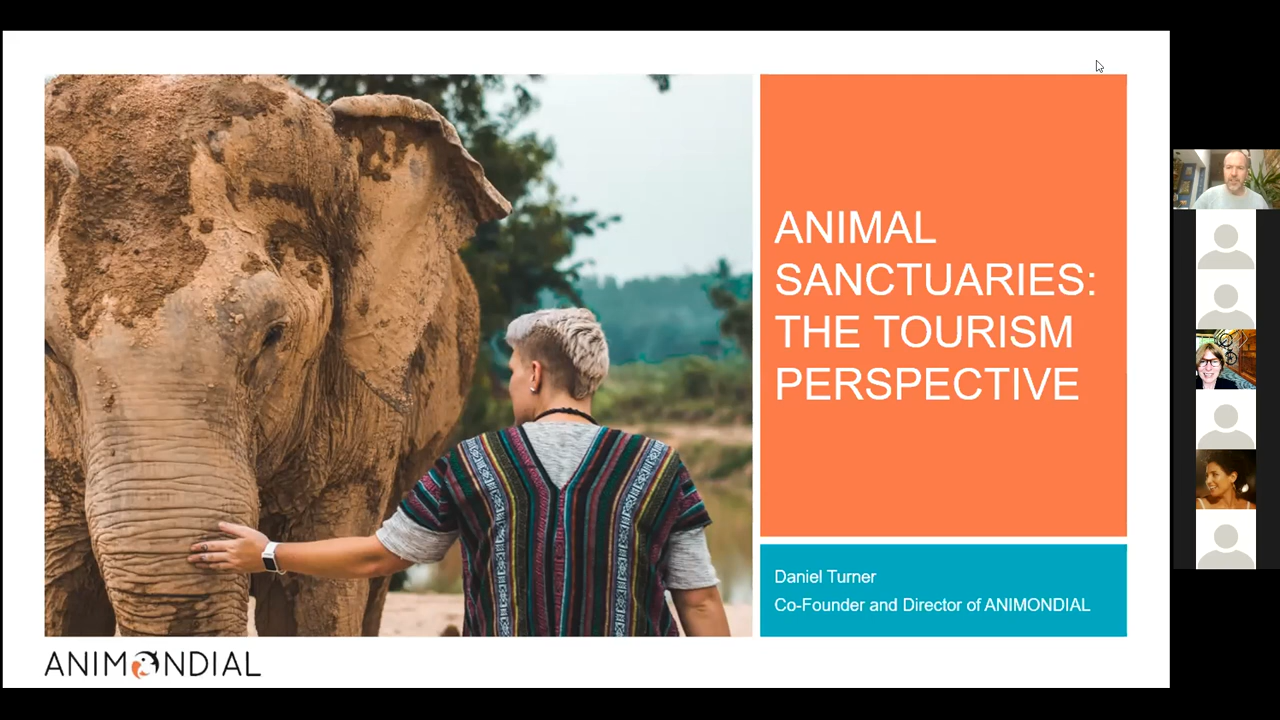 ANIMAL
SANCTUARIES:
THE TOURISM
PERSPECTIVE
Daniel Turner
Co-Founder and Director of ANIMONDIAL
ANIMONDIAL